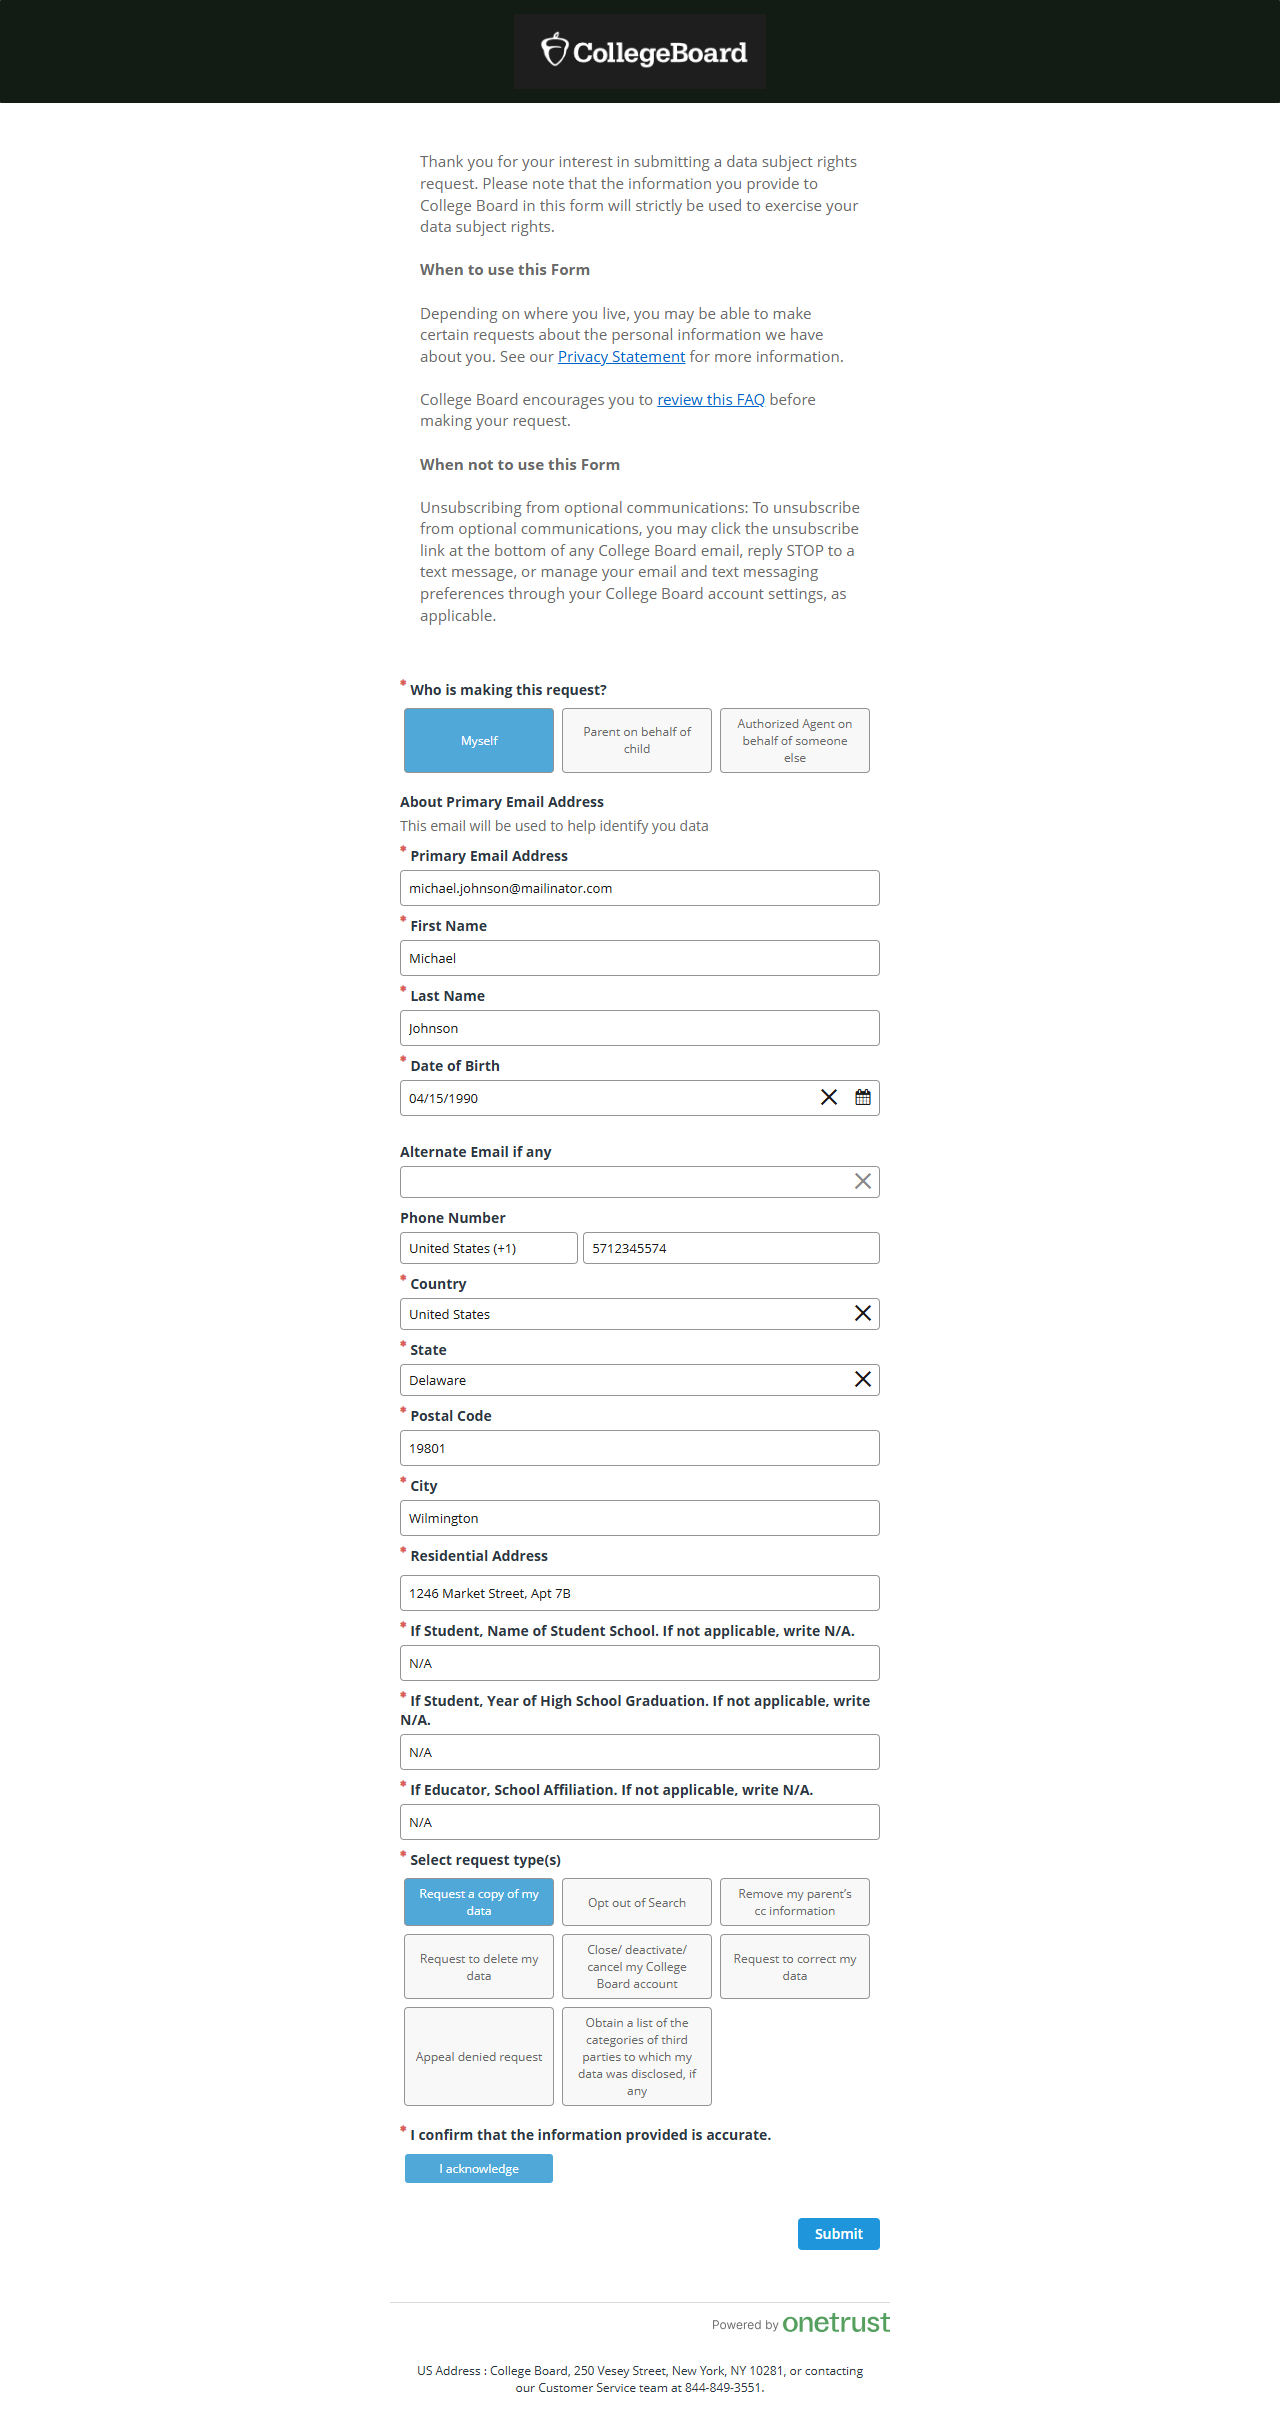 CollegeBoard
Thank you for your interest in submitting a data subject rights
request. Please note that the information you provide to
College Board in this form will strictly be used to exercise your
data subject rights.
When to use this Form
Depending on where you live, you may be able to make
certain requests about the personal information we have
about you. See our Privacy Statement for more information.
College Board encourages you to review this FAQ before
making your request.
When not to use this Form
Unsubscribing from optional communications: To unsubscribe
from optional communications, you may click the unsubscribe
link at the bottom of any College Board email, reply STOP to a
text message, or manage your email and text messaging
preferences through your College Board account settings, as
applicable.
* Who is making this request?
Myself
Parent on behalf of
child
Authorized Agent on
behalf of someone
else
About Primary Email Address
This email will be used to help identify you data
* Primary Email Address
michael.johnson@mailinator.com
* First Name
Michael
* Last Name
Johnson
* Date of Birth
04/15/1990
Alternate Email if any
Phone Number
United States (+1) 5712345574
* Country
United States
* State
Delaware
* Postal Code
19801
* City
Wilmington
* Residential Address
1246 Market Street, Apt 7B
* If Student, Name of Student School. If not applicable, write N/A.
N/A
* If Student, Year of High School Graduation. If not applicable, write
N/A.
N/A
* If Educator, School Affiliation. If not applicable, write N/A.
N/A
* Select request type(s)
Request a copy of my
data
Opt out of Search
Remove my parent's
cc information
Request to delete my
data
Close/ deactivate/
cancel my College
Board account
Request to correct my
data
Appeal denied request
Obtain a list of the
categories of third
parties to which my
data was disclosed, if
any
* I confirm that the information provided is accurate.
I acknowledge
Submit
Powered by onetrust
US Address : College Board, 250 Vesey Street, New York, NY 10281, or contacting
our Customer Service team at 844-849-3551.